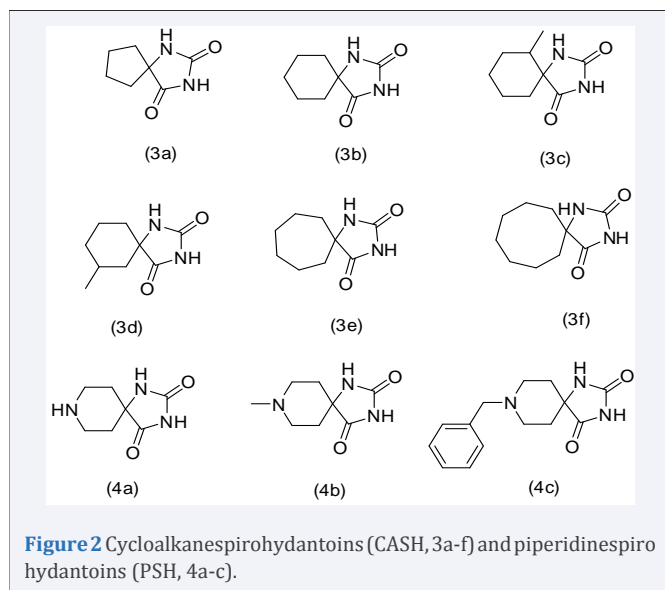 NH O NH O
(3a)
NH O NH O
(3b)
NH O NH O
(3c)
NH O NH O
(3d)
NH O NH O
(3e)
HN O NH O
(3f)
HN NH O NH O
(4a)
N NH O NH O
(4b)
N NH O NH O
(4c)
Figure 2 Cycloalkanespirohydantoins (CASH, 3a-f) and piperidinespiro
hydantoins (PSH, 4a-c).